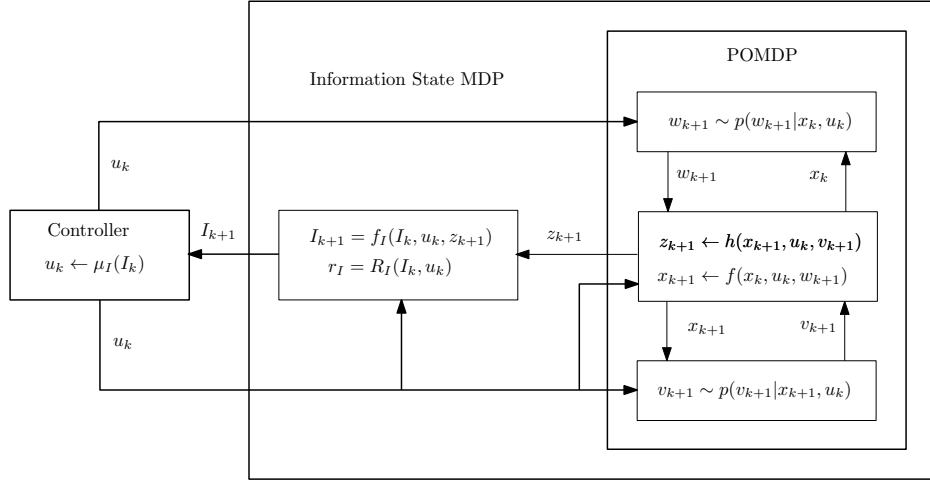 POMDP
Information State MDP
w_{k+1} ∼ p(w_{k+1}|x_k, u_k)
u_k
w_{k+1}
x_k
Controller
u_k ← μ_I(I_k)
I_{k+1}
I_{k+1} = f_I(I_k, u_k, z_{k+1})
r_I = R_I(I_k, u_k)
z_{k+1}
z_{k+1} ← h(x_{k+1}, u_k, v_{k+1})
x_{k+1} ← f(x_k, u_k, w_{k+1})
u_k
x_{k+1}
v_{k+1}
v_{k+1} ∼ p(v_{k+1}|x_{k+1}, u_k)